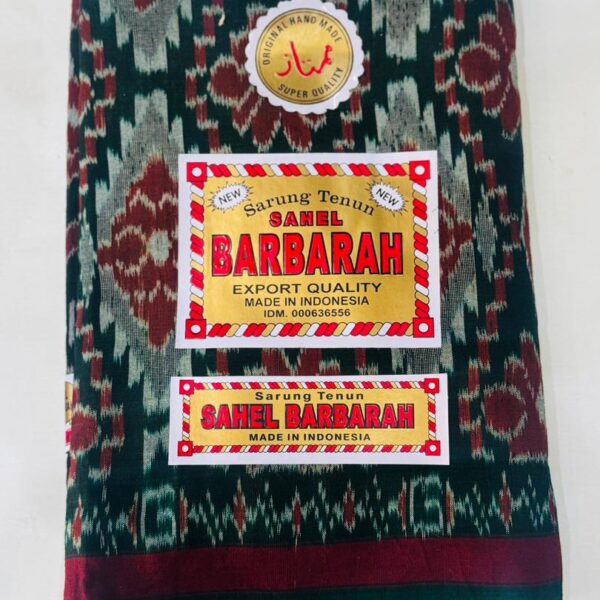 ORIGINAL HAND MADE
ممتاز
SUPER QUALITY
NEW
NEW
Sarung Tenun
SAHEL
BARBARAH
EXPORT QUALITY
MADE IN INDONESIA
IDM. 000636556
Sarung Tenun
SAHEL BARBARAH
MADE IN INDONESIA